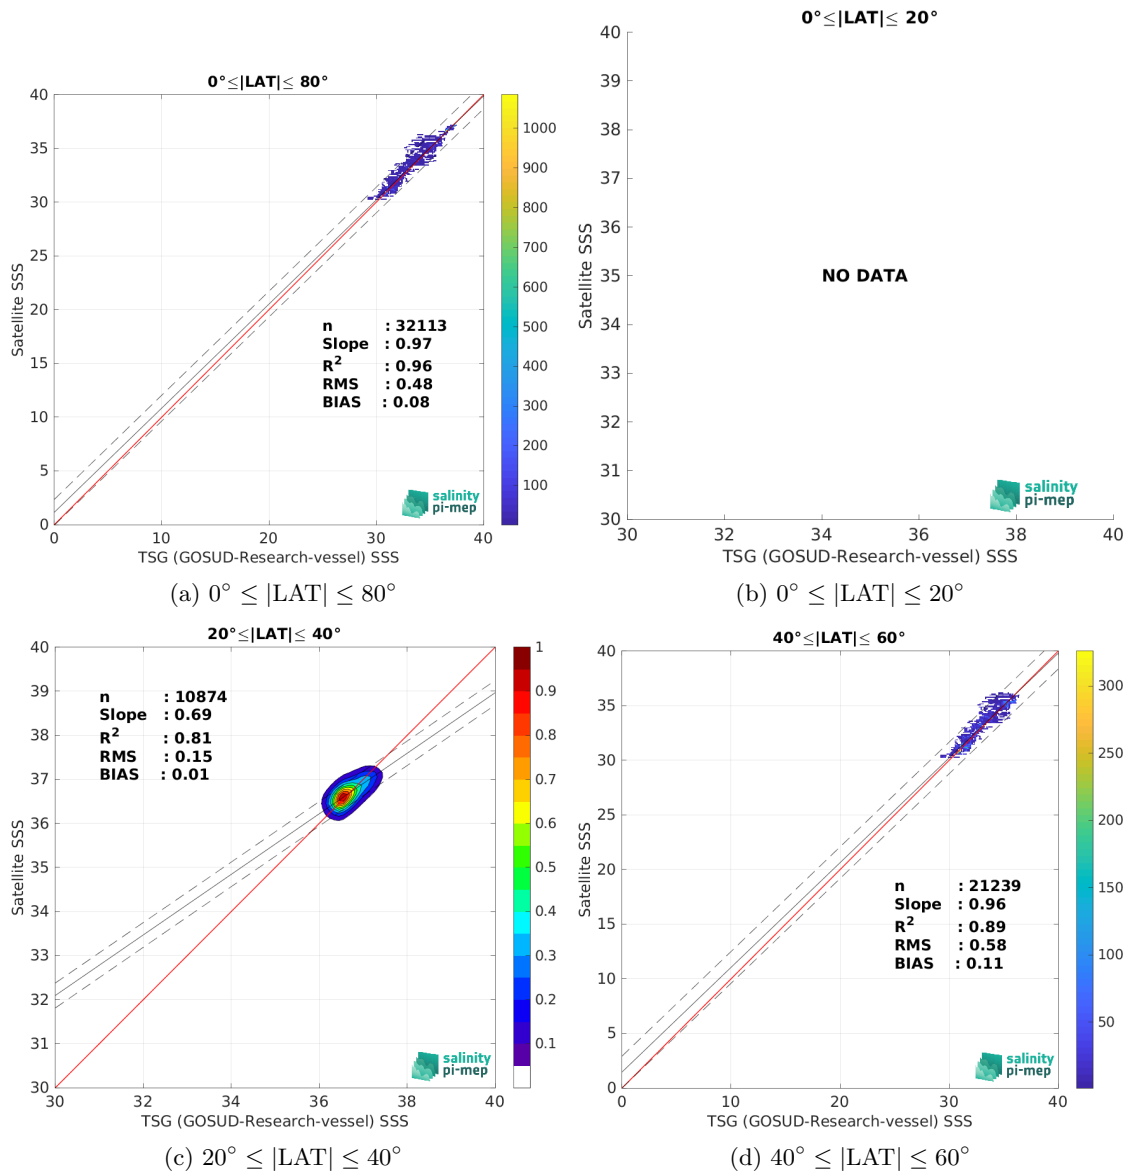 0°≤|LAT|≤ 80°
40
35
30
25
20
15
10
5
0
0
10
20
30
40
Satellite SSS
TSG (GOSUD-Research-vessel) SSS
n : 32113
Slope : 0.97
R2 : 0.96
RMS : 0.48
BIAS : 0.08
salinity
pi-mep
1000
900
800
700
600
500
400
300
200
100
(a) 0° ≤ |LAT| ≤ 80°
0°≤|LAT|≤ 20°
40
39
38
37
36
35
34
33
32
31
30
30
32
34
36
38
40
Satellite SSS
TSG (GOSUD-Research-vessel) SSS
NO DATA
salinity
pi-mep
(b) 0° ≤ |LAT| ≤ 20°
20°≤|LAT|≤ 40°
40
39
38
37
36
35
34
33
32
31
30
30
32
34
36
38
40
Satellite SSS
TSG (GOSUD-Research-vessel) SSS
n : 10874
Slope : 0.69
R2 : 0.81
RMS : 0.15
BIAS : 0.01
salinity
pi-mep
1
0.9
0.8
0.7
0.6
0.5
0.4
0.3
0.2
0.1
(c) 20° ≤ |LAT| ≤ 40°
40°≤|LAT|≤ 60°
40
35
30
25
20
15
10
5
0
0
10
20
30
40
Satellite SSS
TSG (GOSUD-Research-vessel) SSS
n : 21239
Slope : 0.96
R2 : 0.89
RMS : 0.58
BIAS : 0.11
salinity
pi-mep
300
250
200
150
100
50
(d) 40° ≤ |LAT| ≤ 60°